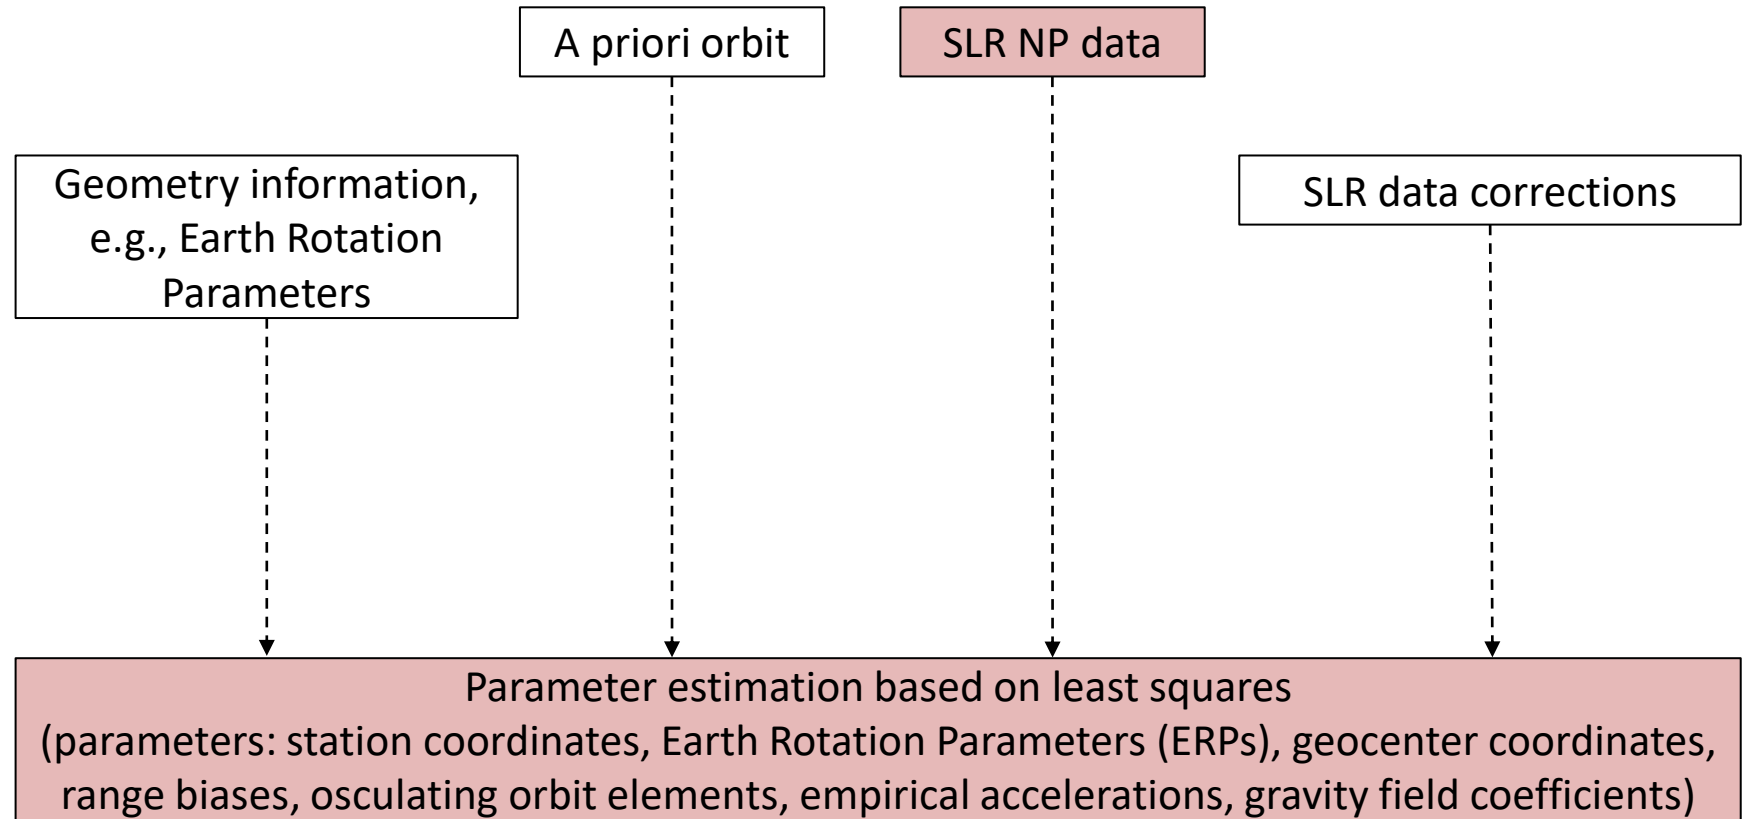 A priori orbit
SLR NP data
Geometry information,
e.g., Earth Rotation
Parameters
SLR data corrections
Parameter estimation based on least squares
(parameters: station coordinates, Earth Rotation Parameters (ERPs), geocenter coordinates,
range biases, osculating orbit elements, empirical accelerations, gravity field coefficients)